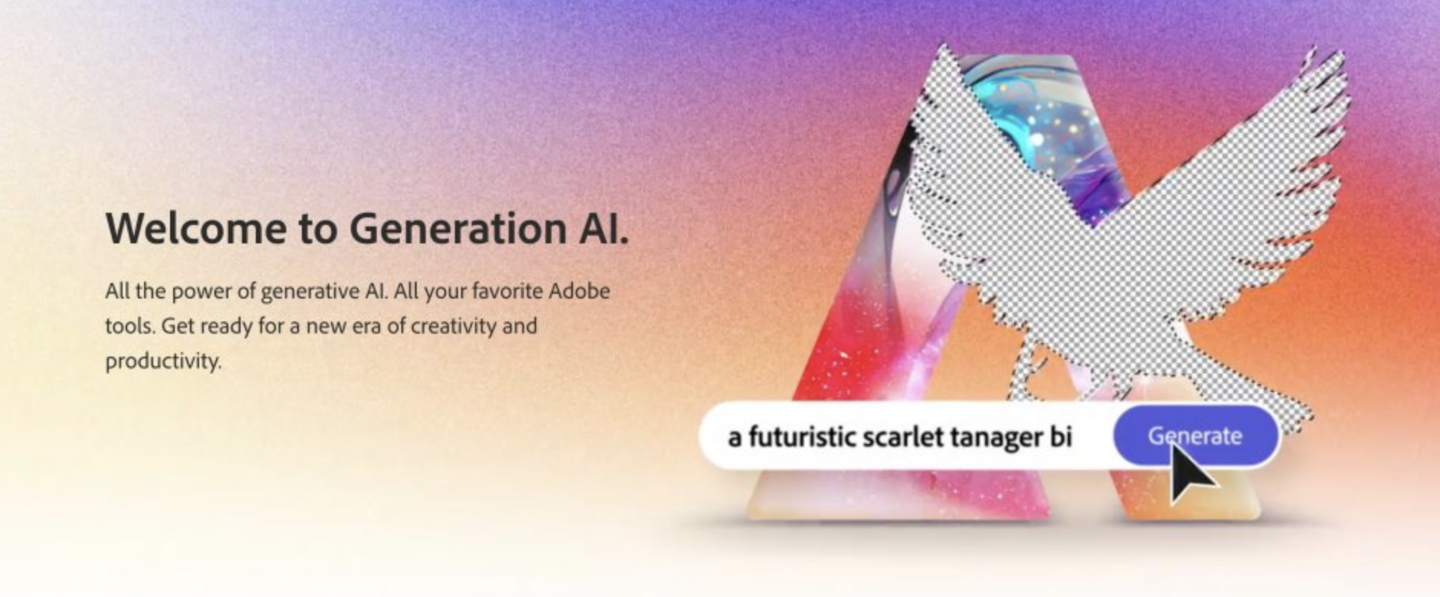 Welcome to Generation AI.
All the power of generative AI. All your favorite Adobe
tools. Get ready for a new era of creativity and
productivity.
a futuristic scarlet tanager bi
Generate